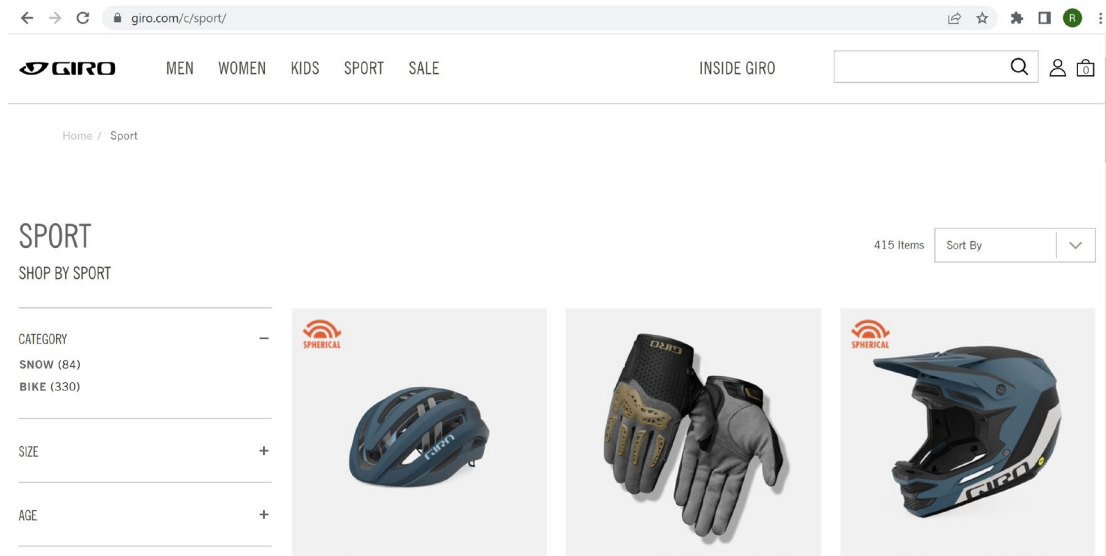 giro.com/c/sport/
R
GIRO
MEN WOMEN KIDS SPORT SALE INSIDE GIRO
0
Home / Sport
SPORT
SHOP BY SPORT
415 Items Sort By
CATEGORY
SNOW (84)
BIKE (330)
SIZE
AGE
SPHERICAL
GIRO
GIRO
SPHERICAL
GIRO